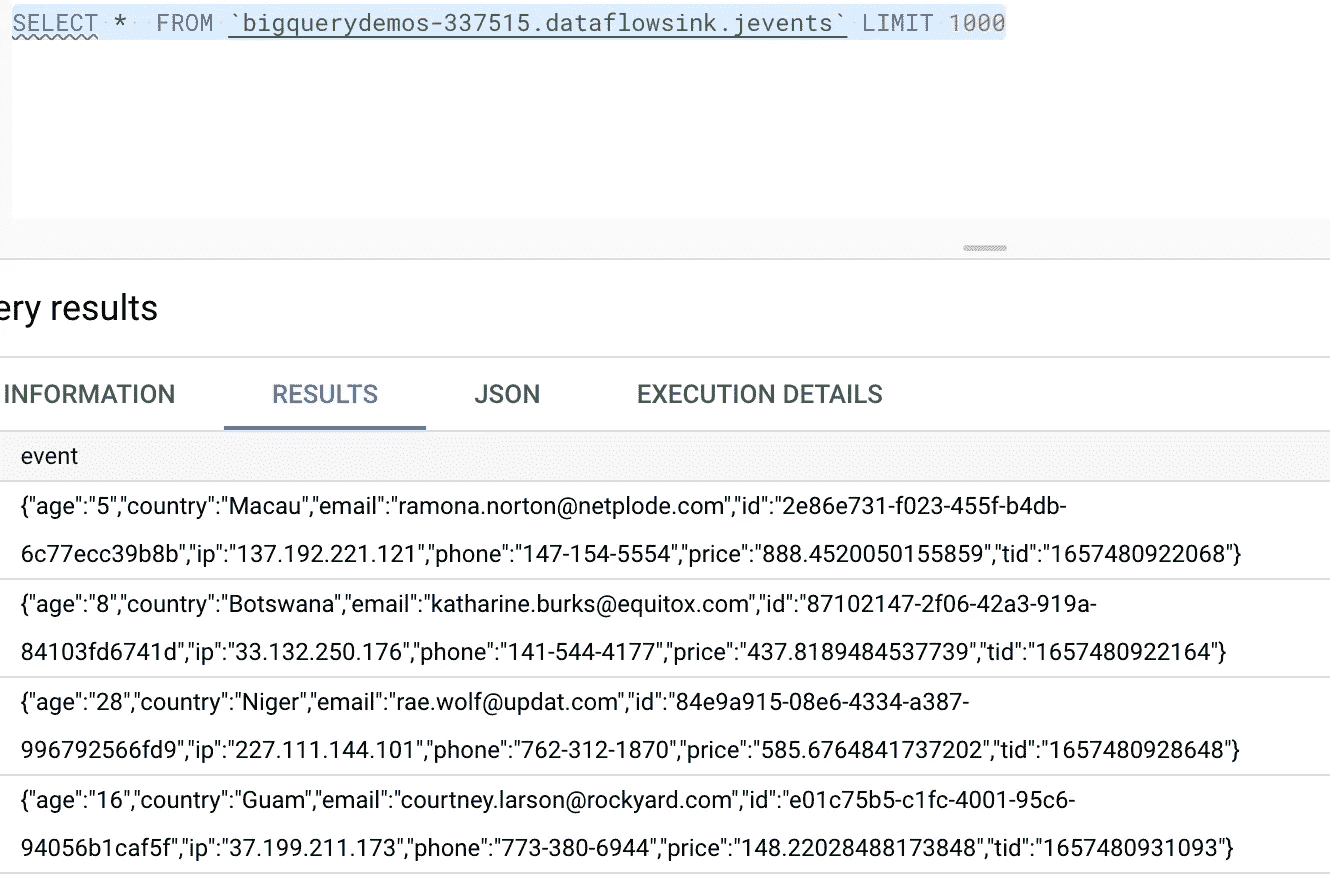 SELECT * FROM `bigquerydemos-337515.dataflowsink.jevents` LIMIT 1000
ery results
INFORMATION RESULTS JSON EXECUTION DETAILS
event
{"age":"5","country":"Macau","email":"ramona.norton@netplode.com","id":"2e86e731-f023-455f-b4db-
6c77ecc39b8b","ip":"137.192.221.121","phone":"147-154-5554","price":"888.4520050155859","tid":"1657480922068"}
{"age":"8","country":"Botswana","email":"katharine.burks@equitox.com","id":"87102147-2f06-42a3-919a-
84103fd6741d","ip":"33.132.250.176","phone":"141-544-4177","price":"437.8189484537739","tid":"1657480922164"}
{"age":"28","country":"Niger","email":"rae.wolf@updat.com","id":"84e9a915-08e6-4334-a387-
996792566fd9","ip":"227.111.144.101","phone":"762-312-1870","price":"585.6764841737202","tid":"1657480928648"}
{"age":"16","country":"Guam","email":"courtney.larson@rockyard.com","id":"e01c75b5-c1fc-4001-95c6-
94056b1caf5f","ip":"37.199.211.173","phone":"773-380-6944","price":"148.22028488173848","tid":"1657480931093"}